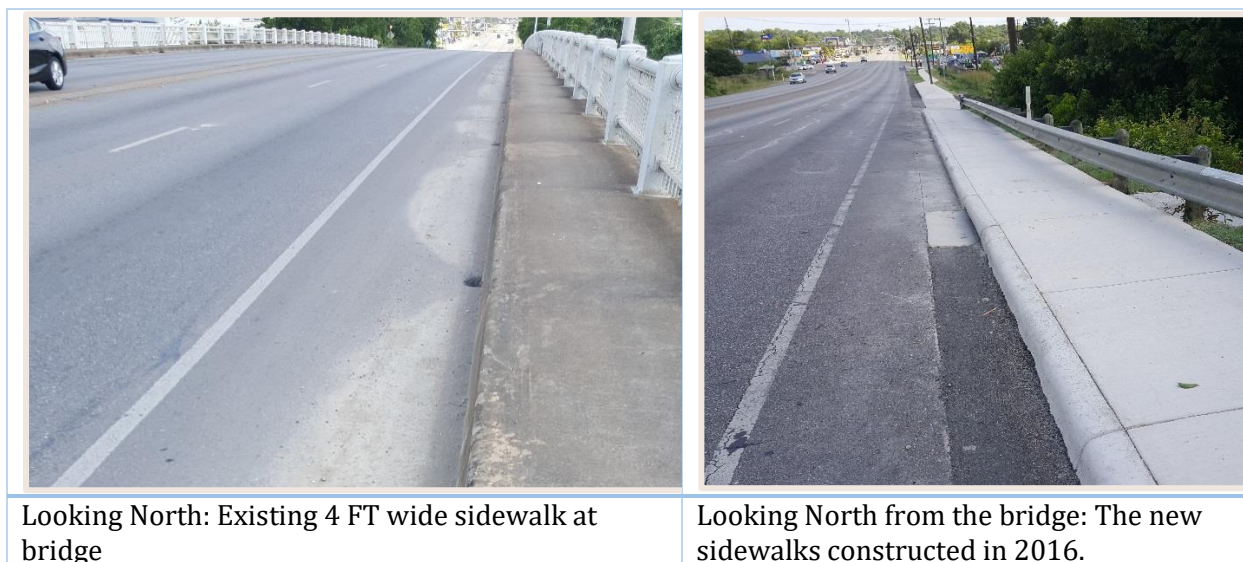 Looking North: Existing 4 FT wide sidewalk at
bridge
Looking North from the bridge: The new
sidewalks constructed in 2016.